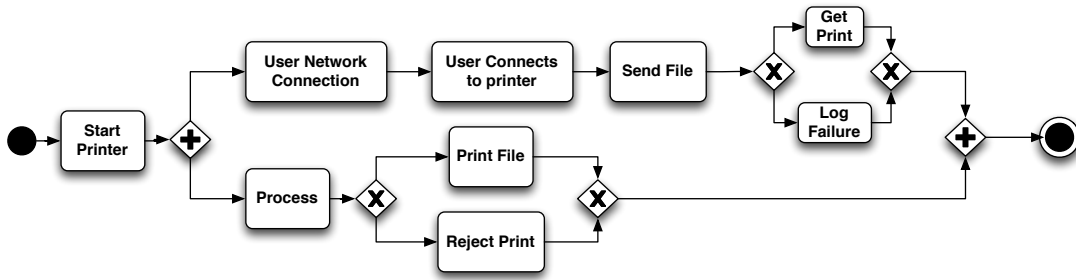 Get
Print
User Network
Connection
User Connects
to printer
Send File
X
X
Log
Failure
Start
Printer
+
+
Print File
Process
X
X
Reject Print